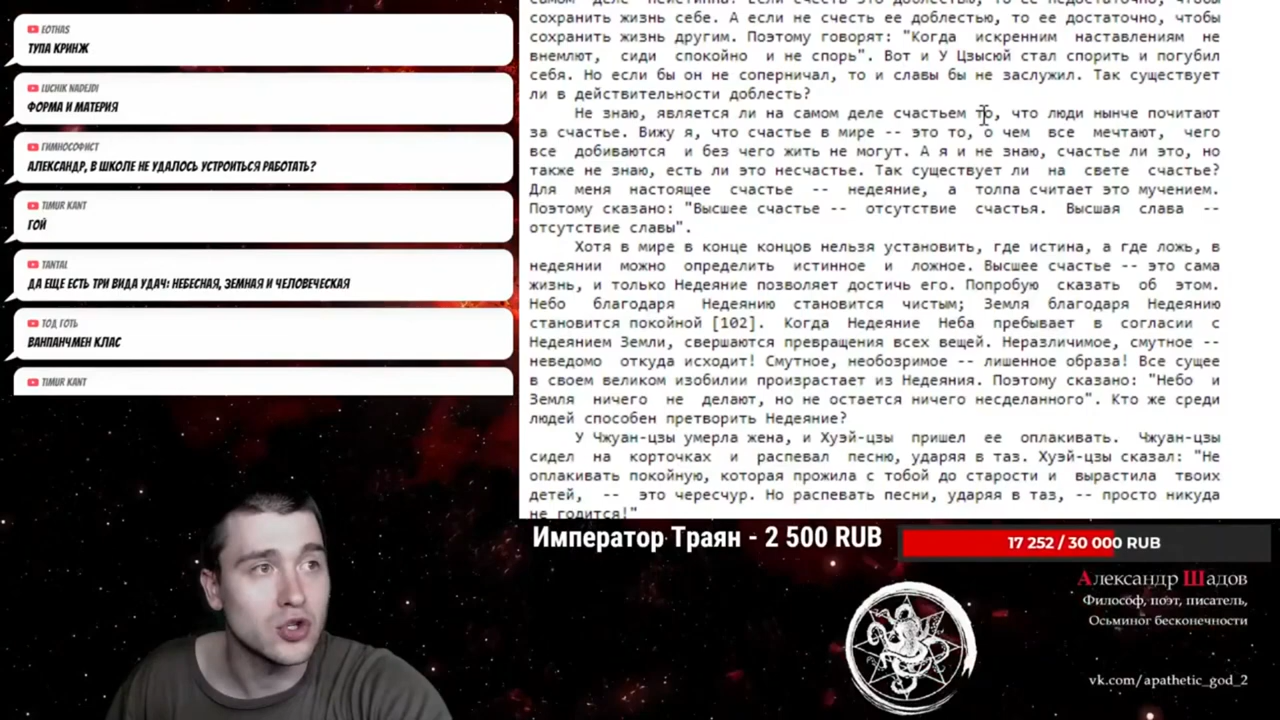 EOTHAS
ТУПА КРИНЖ
LUCHIK NADEJDI
ФОРМА И МАТЕРИЯ
ГИМНОСОФИСТ
АЛЕКСАНДР, В ШКОЛЕ НЕ УДАЛОСЬ УСТРОИТЬСЯ РАБОТАТЬ?
TIMUR KANT
ГОЙ
TANTAL
ДА ЕЩЕ ЕСТЬ ТРИ ВИДА УДАЧ: НЕБЕСНАЯ, ЗЕМНАЯ И ЧЕЛОВЕЧЕСКАЯ
ТОД ГОТЬ
ВАНПАНЧМЕН КЛАС
TIMUR KANT
сохранить жизнь себе. А если не счесть ее доблестью, то ее достаточно, чтобы
сохранить жизнь другим. Поэтому говорят: "Когда искренним наставлениям не
внемлют, сиди спокойно и не спорь". Вот и У Цзысюй стал спорить и погубил
себя. Но если бы он не соперничал, то и славы бы не заслужил. Так существует
ли в действительности доблесть?
Не знаю, является ли на самом деле счастьем то, что люди нынче почитают
за счастье. Вижу я, что счастье в мире -- это то, о чем все мечтают, чего
все добиваются и без чего жить не могут. А я и не знаю, счастье ли это, но
также не знаю, есть ли это несчастье. Так существует ли на свете счастье?
Для меня настоящее счастье -- недеяние, а толпа считает это мучением.
Поэтому сказано: "Высшее счастье -- отсутствие счастья. Высшая слава --
отсутствие славы".
Хотя в мире в конце концов нельзя установить, где истина, а где ложь, в
недеянии можно определить истинное и ложное. Высшее счастье -- это сама
жизнь, и только Недеяние позволяет достичь его. Попробую сказать об этом.
Небо благодаря Недеянию становится чистым; Земля благодаря Недеянию
становится покойной [102]. Когда Недеяние Неба пребывает в согласии с
Недеянием Земли, свершаются превращения всех вещей. Неразличимое, смутное --
неведомо откуда исходит! Смутное, необозримое -- лишенное образа! Все сущее
в своем великом изобилии произрастает из Недеяния. Поэтому сказано: "Небо и
Земля ничего не делают, но не остается ничего несделанного". Кто же среди
людей способен претворить Недеяние?
У Чжуан-цзы умерла жена, и Хуэй-цзы пришел ее оплакивать. Чжуан-цзы
сидел на корточках и распевал песню, ударяя в таз. Хуэй-цзы сказал: "Не
оплакивать покойную, которая прожила с тобой до старости и вырастила твоих
детей, -- это чересчур. Но распевать песни, ударяя в таз, -- просто никуда
не годится!"
Император Траян - 2 500 RUB
17 252 / 30 000 RUB
Александр Шадов
Философ, поэт, писатель,
Осьминог бесконечности
vk.com/apathetic_god_2